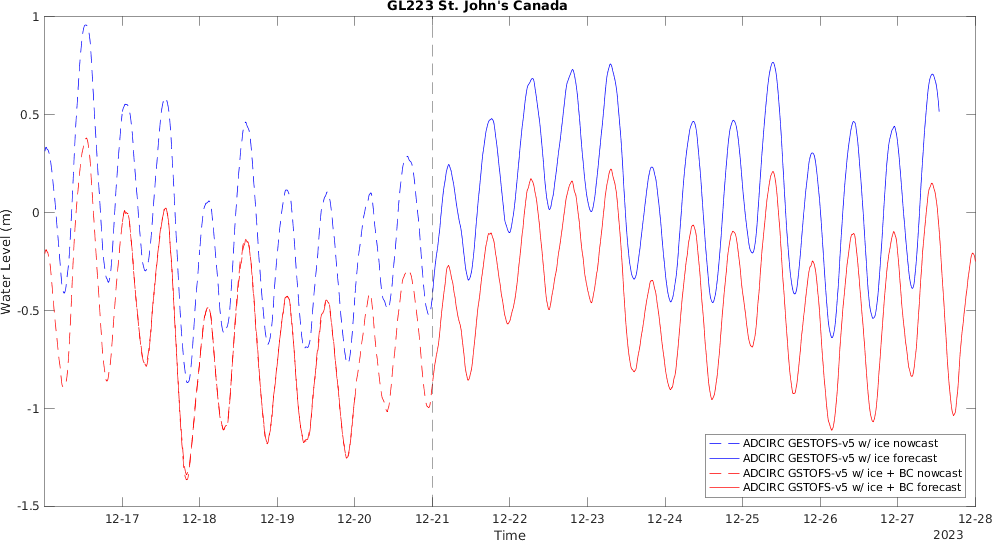 GL223 St. John's Canada
Water Level (m)
1
0.5
0
-0.5
-1
-1.5
ADCIRC GESTOFS-v5 w/ ice nowcast
ADCIRC GESTOFS-v5 w/ ice forecast
ADCIRC GSTOFS-v5 w/ ice + BC nowcast
ADCIRC GSTOFS-v5 w/ ice + BC forecast
12-17 12-18 12-19 12-20 12-21 12-22 12-23 12-24 12-25 12-26 12-27 12-28
Time
2023